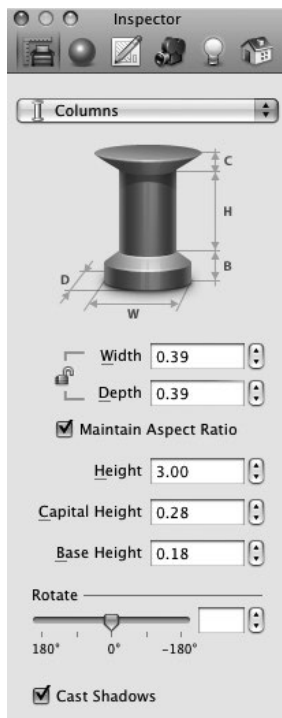 Inspector
Columns
C
H
B
D
W
Width 0.39
Depth 0.39
Maintain Aspect Ratio
Height 3.00
Capital Height 0.28
Base Height 0.18
Rotate
180° 0° -180°
Cast Shadows